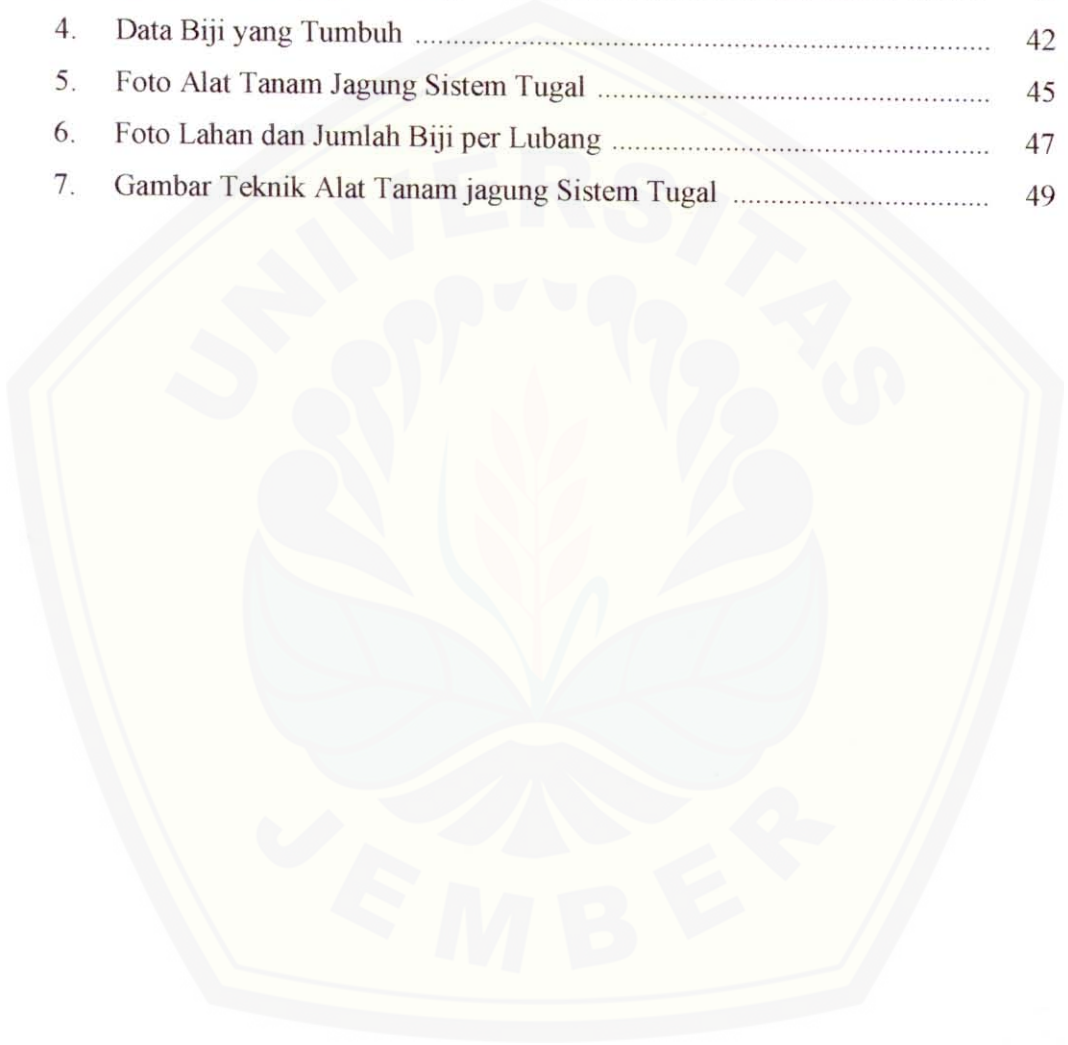 4. Data Biji yang Tumbuh ........................................................................... 42
5. Foto Alat Tanam Jagung Sistem Tugal ................................................... 45
6. Foto Lahan dan Jumlah Biji per Lubang ................................................. 47
7. Gambar Teknik Alat Tanam jagung Sistem Tugal ................................. 49
UNIVERSITAS
JEMBER